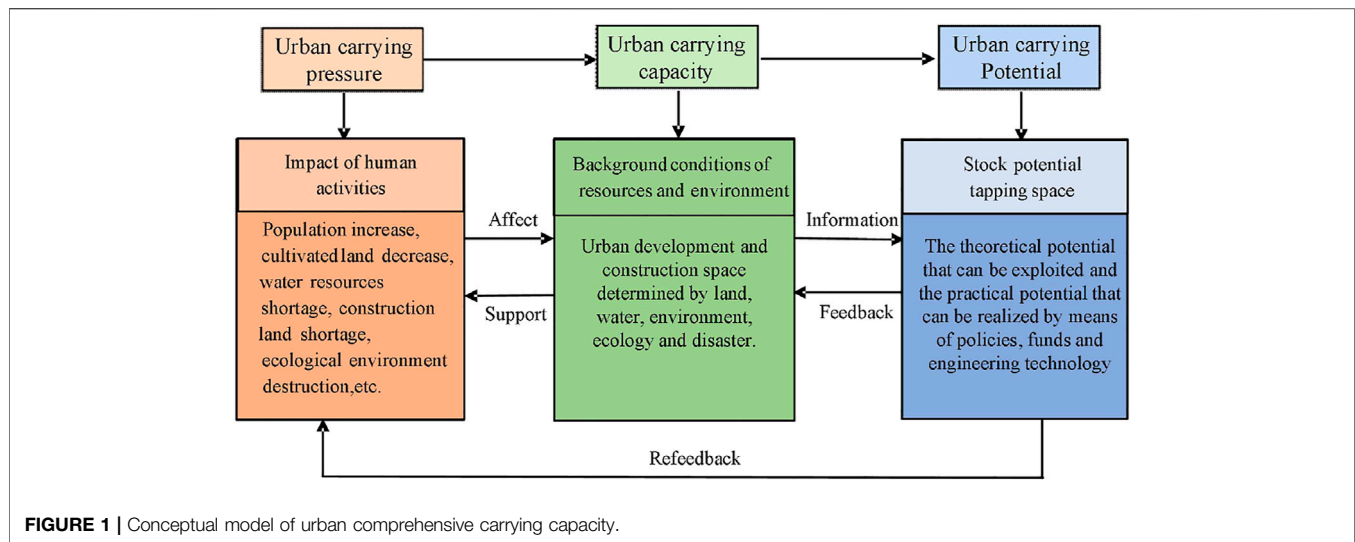 Urban carrying
pressure
Urban carrying
capacity
Urban carrying
Potential
Impact of human
activities
Population increase,
cultivated land decrease,
water resources
shortage, construction
land shortage,
ecological environment
destruction,etc.
Affect
Support
Background conditions of
resources and environment
Urban development and
construction space
determined by land,
water, environment,
ecology and disaster.
Information
Feedback
Stock potential
tapping space
The theoretical potential
that can be exploited and
the practical potential that
can be realized by means
of policies, funds and
engineering technology
Refeedback
FIGURE 1 | Conceptual model of urban comprehensive carrying capacity.